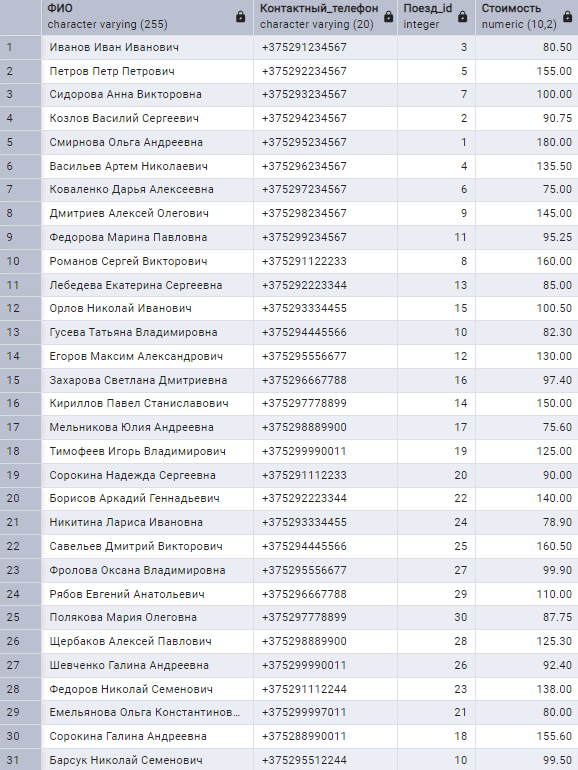 ФИО Контактный_телефон Поезд_id Стоимость
character varying (255) character varying (20) integer numeric (10,2)
1 Иванов Иван Иванович +375291234567 3 80.50
2 Петров Петр Петрович +375292234567 5 155.00
3 Сидорова Анна Викторовна +375293234567 7 100.00
4 Козлов Василий Сергеевич +375294234567 2 90.75
5 Смирнова Ольга Андреевна +375295234567 1 180.00
6 Васильев Артем Николаевич +375296234567 4 135.50
7 Коваленко Дарья Алексеевна +375297234567 6 75.00
8 Дмитриев Алексей Олегович +375298234567 9 145.00
9 Федорова Марина Павловна +375299234567 11 95.25
10 Романов Сергей Викторович +375291122233 8 160.00
11 Лебедева Екатерина Сергеевна +375292223344 13 85.00
12 Орлов Николай Иванович +375293334455 15 100.50
13 Гусева Татьяна Владимировна +375294445566 10 82.30
14 Егоров Максим Александрович +375295556677 12 130.00
15 Захарова Светлана Дмитриевна +375296667788 16 97.40
16 Кириллов Павел Станиславович +375297778899 14 150.00
17 Мельникова Юлия Андреевна +375298889900 17 75.60
18 Тимофеев Игорь Владимирович +375299990011 19 125.00
19 Сорокина Надежда Сергеевна +375291112233 20 90.00
20 Борисов Аркадий Геннадьевич +375292223344 22 140.00
21 Никитина Лариса Ивановна +375293334455 24 78.90
22 Савельев Дмитрий Викторович +375294445566 25 160.50
23 Фролова Оксана Владимировна +375295556677 27 99.90
24 Рябов Евгений Анатольевич +375296667788 29 110.00
25 Полякова Мария Олеговна +375297778899 30 87.75
26 Щербаков Алексей Павлович +375298889900 28 125.30
27 Шевченко Галина Андреевна +375299990011 26 92.40
28 Федоров Николай Семенович +375291112244 23 138.00
29 Емельянова Ольга Константинов… +375299997011 21 80.00
30 Сорокина Галина Андреевна +375288990011 18 155.60
31 Барсук Николай Семенович +375295512244 10 99.50